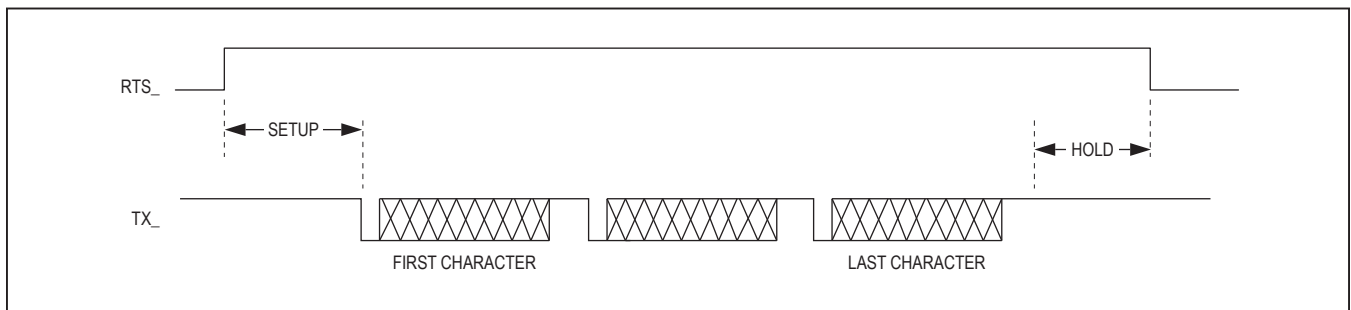 RTS_
SETUP
HOLD
TX_
FIRST CHARACTER
LAST CHARACTER